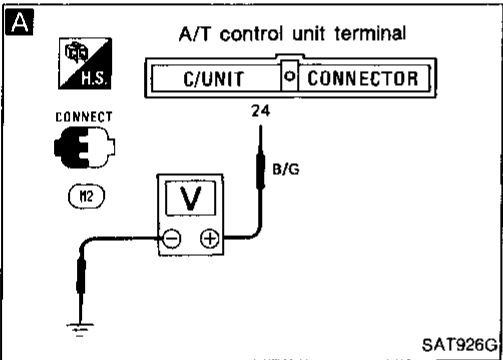 A
A/T control unit terminal
H.S.
C/UNIT CONNECTOR
CONNECT
24
B/G
M2
V
SAT926G